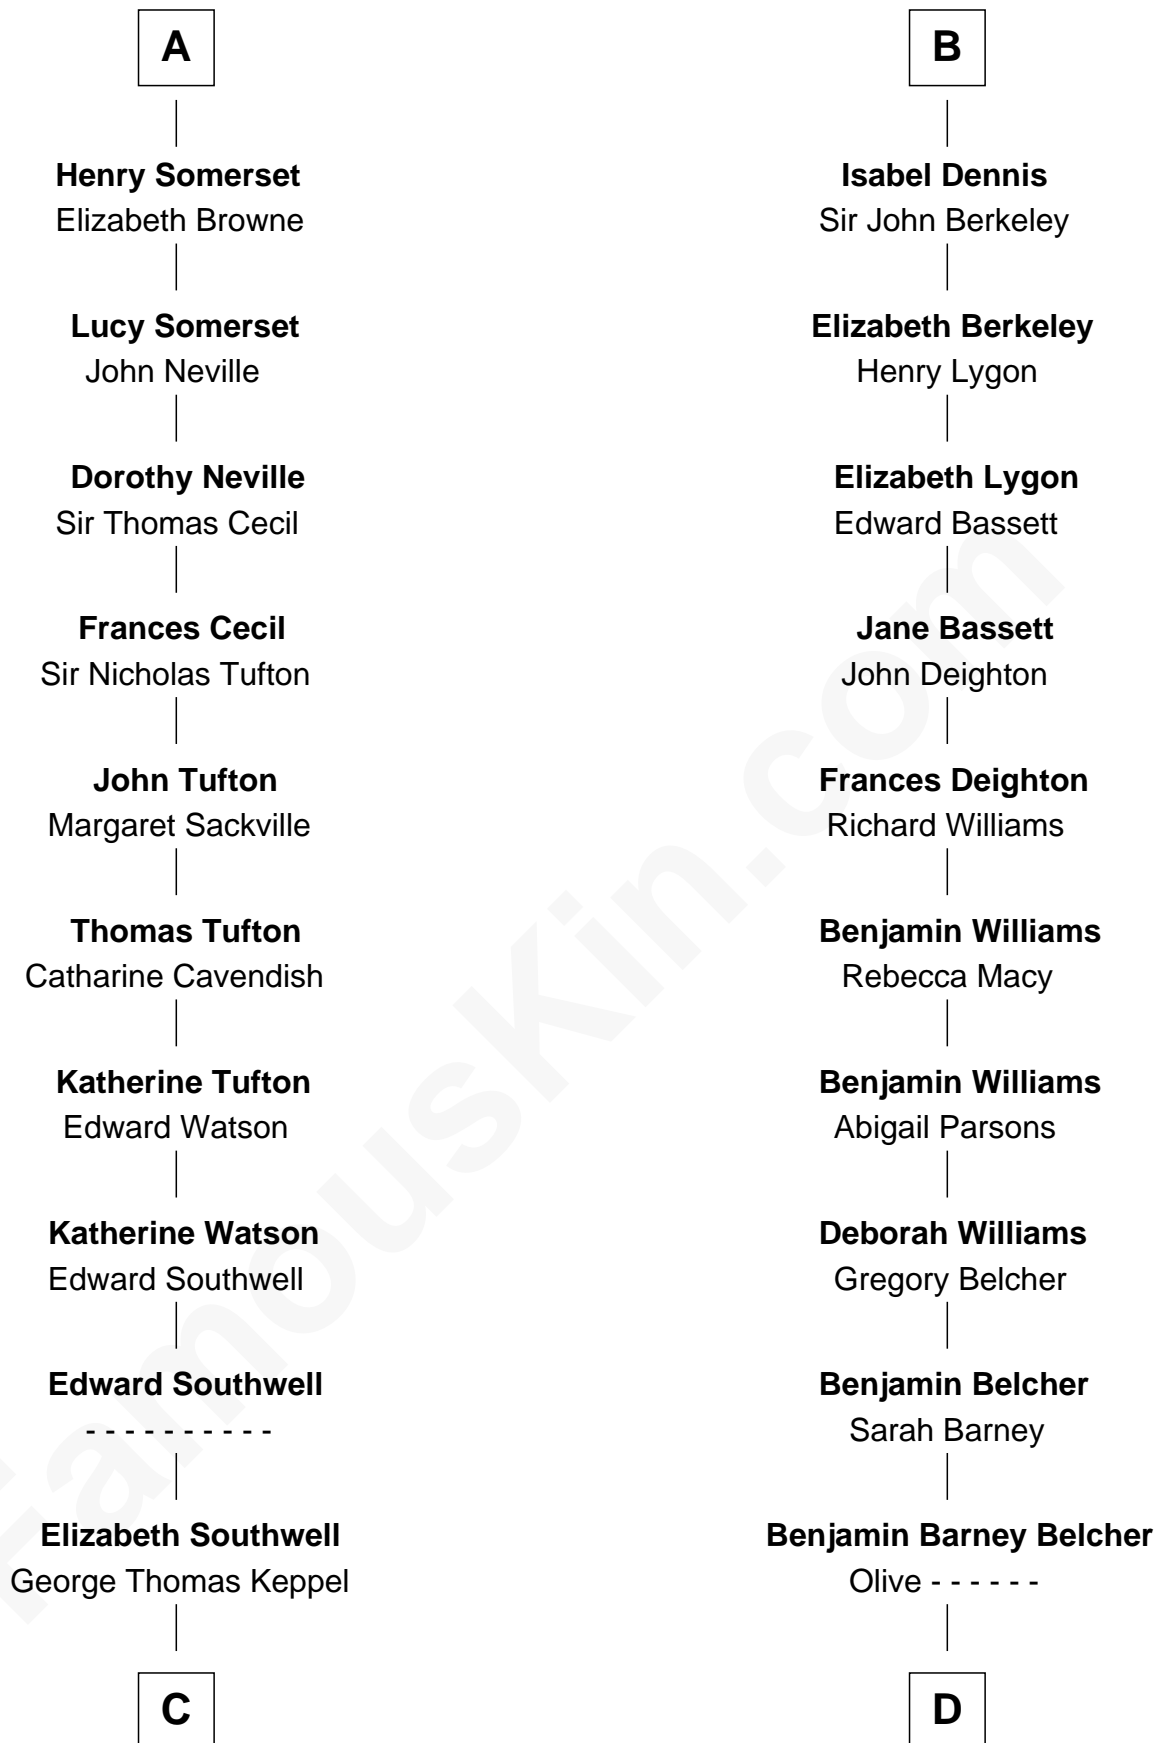 A
Henry Somerset
Elizabeth Browne
Lucy Somerset
John Neville
Dorothy Neville
Sir Thomas Cecil
Frances Cecil
Sir Nicholas Tufton
John Tufton
Margaret Sackville
Thomas Tufton
Catharine Cavendish
Katherine Tufton
Edward Watson
Katherine Watson
Edward Southwell
Edward Southwell
- - - - - - - - - -
Elizabeth Southwell
George Thomas Keppel
C
B
Isabel Dennis
Sir John Berkeley
Elizabeth Berkeley
Henry Lygon
Elizabeth Lygon
Edward Bassett
Jane Bassett
John Deighton
Frances Deighton
Richard Williams
Benjamin Williams
Rebecca Macy
Benjamin Williams
Abigail Parsons
Deborah Williams
Gregory Belcher
Benjamin Belcher
Sarah Barney
Benjamin Barney Belcher
Olive - - - - - -
D
FamousKin.com